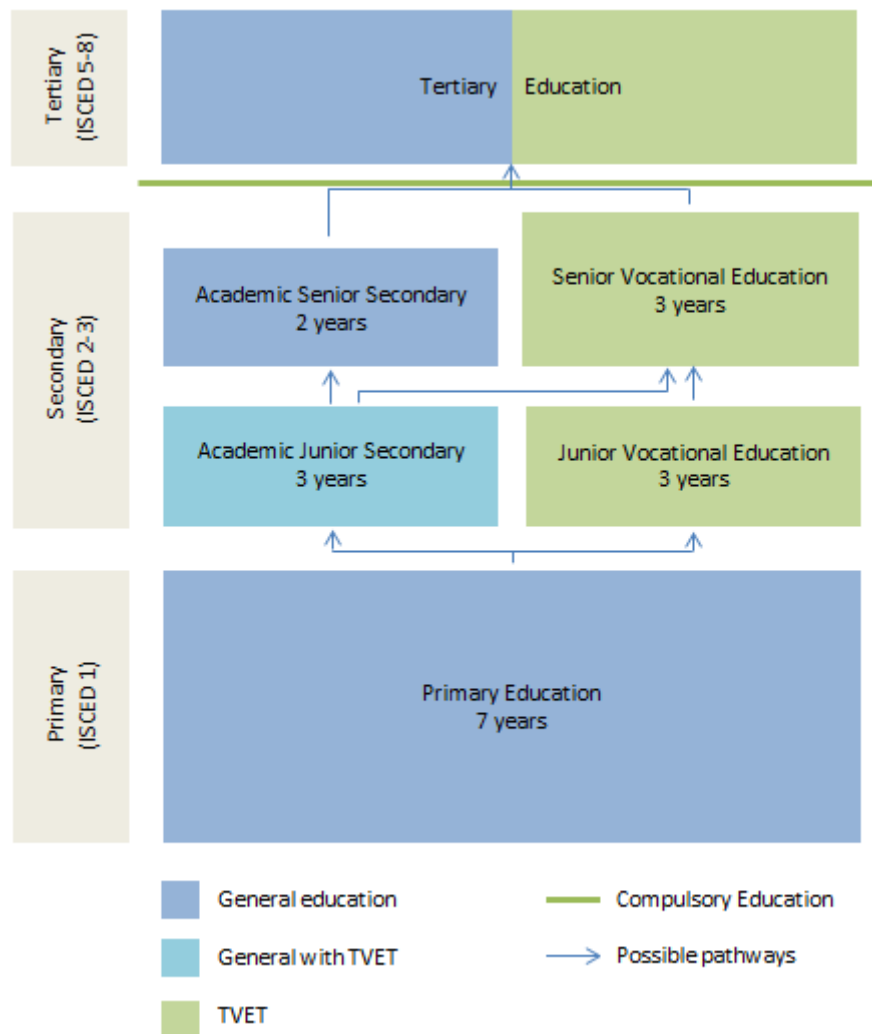 Tertiary
(ISCED 5-8)
Tertiary Education
Secondary
(ISCED 2-3)
Academic Senior Secondary
2 years
Senior Vocational Education
3 years
Academic Junior Secondary
3 years
Junior Vocational Education
3 years
Primary
(ISCED 1)
Primary Education
7 years
General education
Compulsory Education
General with TVET
Possible pathways
TVET